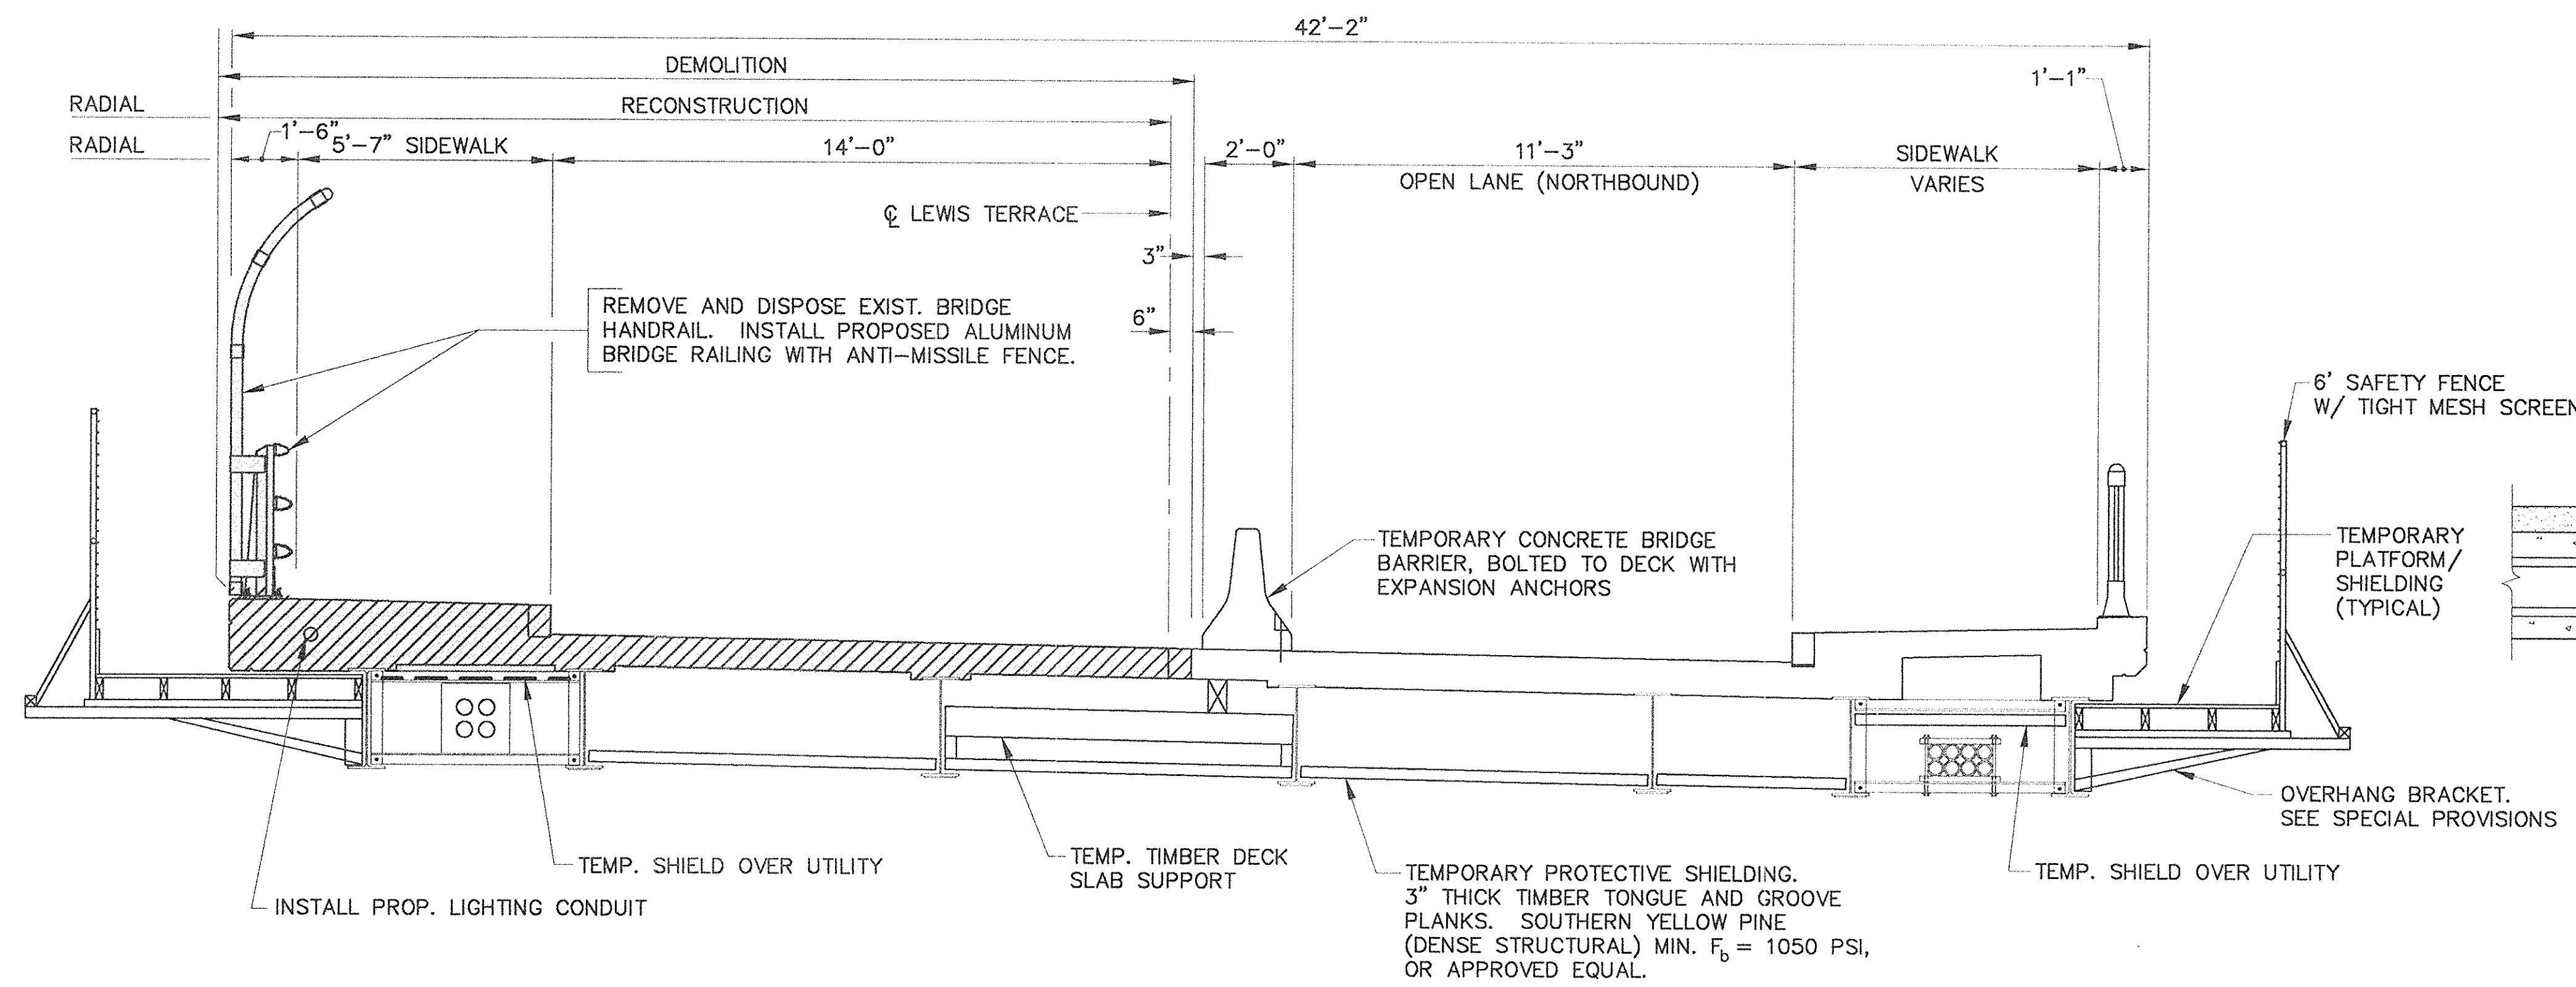 42'-2"
DEMOLITION
1'-1"
RADIAL
RECONSTRUCTION
1'-6"
RADIAL
5'-7" SIDEWALK
14'-0"
2'-0"
11'-3"
SIDEWALK
OPEN LANE (NORTHBOUND)
VARIES
℄ LEWIS TERRACE
3"
6"
REMOVE AND DISPOSE EXIST. BRIDGE
HANDRAIL. INSTALL PROPOSED ALUMINUM
BRIDGE RAILING WITH ANTI-MISSILE FENCE.
6' SAFETY FENCE
W/ TIGHT MESH SCREEN
TEMPORARY CONCRETE BRIDGE
BARRIER, BOLTED TO DECK WITH
EXPANSION ANCHORS
TEMPORARY
PLATFORM/
SHIELDING
(TYPICAL)
OVERHANG BRACKET.
SEE SPECIAL PROVISIONS
TEMP. SHIELD OVER UTILITY
TEMP. TIMBER DECK
SLAB SUPPORT
TEMPORARY PROTECTIVE SHIELDING.
3" THICK TIMBER TONGUE AND GROOVE
PLANKS. SOUTHERN YELLOW PINE
(DENSE STRUCTURAL) MIN. Fb = 1050 PSI,
OR APPROVED EQUAL.
TEMP. SHIELD OVER UTILITY
INSTALL PROP. LIGHTING CONDUIT